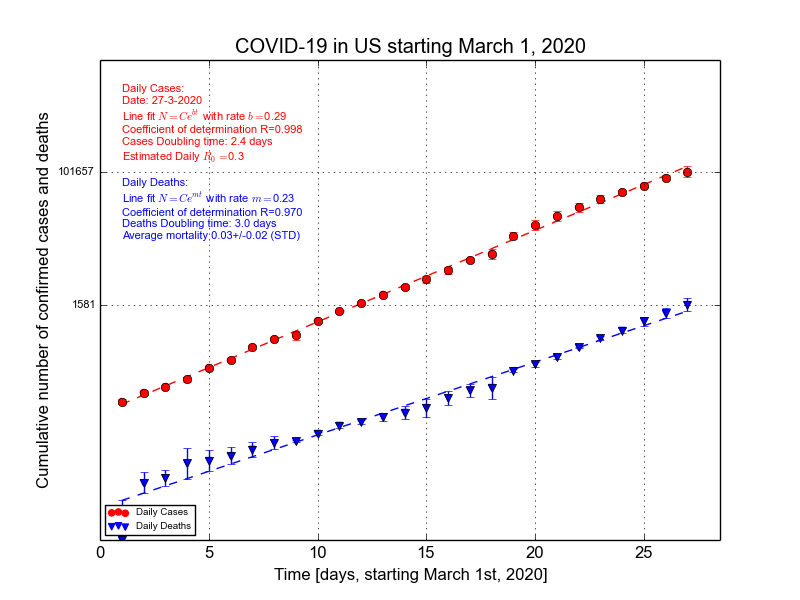 COVID-19 in US starting March 1, 2020
Daily Cases:
Date: 27-3-2020
Line fit N = Ce^{bt} with rate b = 0.29
Coefficient of determination R=0.998
Cases Doubling time: 2.4 days
Estimated Daily R_0 = 0.3
Daily Deaths:
Line fit N = Ce^{mt} with rate m = 0.23
Coefficient of determination R=0.970
Deaths Doubling time: 3.0 days
Average mortality:0.03+/-0.02 (STD)
Cumulative number of confirmed cases and deaths
101657
1581
Daily Cases
Daily Deaths
0 5 10 15 20 25
Time [days, starting March 1st, 2020]